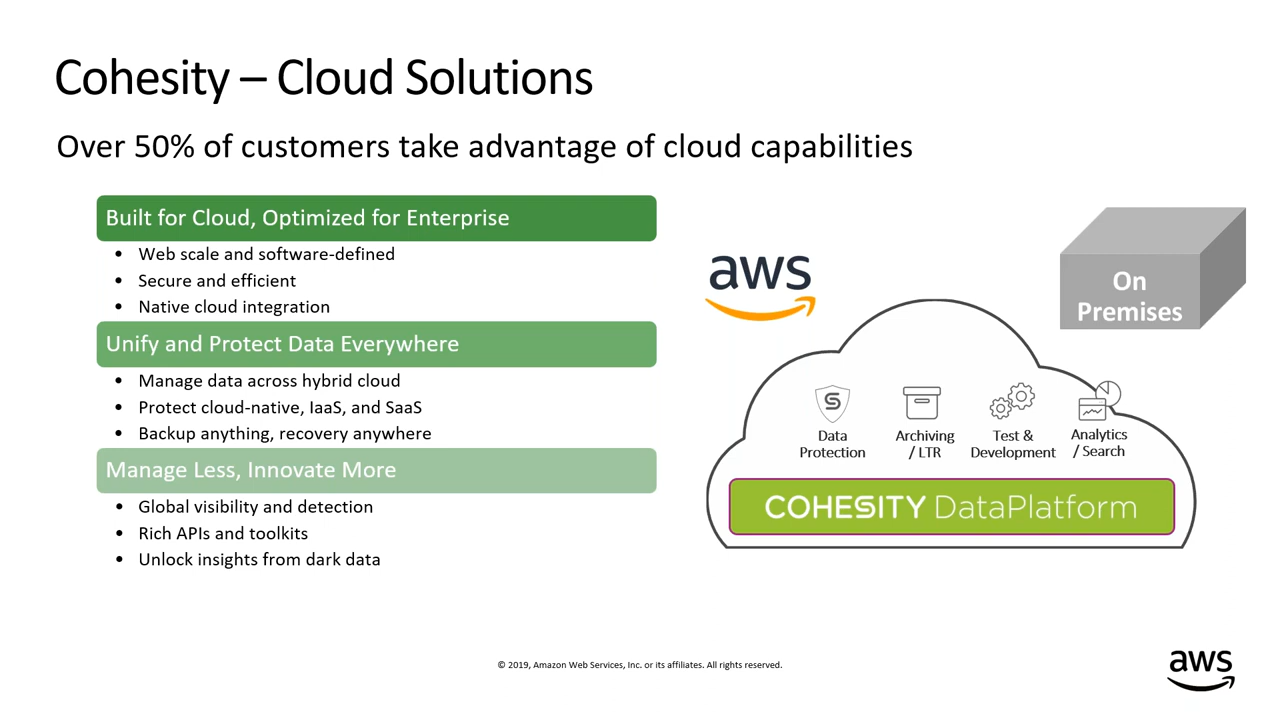 Cohesity – Cloud Solutions
Over 50% of customers take advantage of cloud capabilities
Built for Cloud, Optimized for Enterprise
• Web scale and software-defined
• Secure and efficient
• Native cloud integration
Unify and Protect Data Everywhere
• Manage data across hybrid cloud
• Protect cloud-native, IaaS, and SaaS
• Backup anything, recovery anywhere
Manage Less, Innovate More
• Global visibility and detection
• Rich APIs and toolkits
• Unlock insights from dark data
aws
On
Premises
Data
Protection
Archiving
/ LTR
Test &
Development
Analytics
/ Search
COHESITY DataPlatform
© 2019, Amazon Web Services, Inc. or its affiliates. All rights reserved.
aws